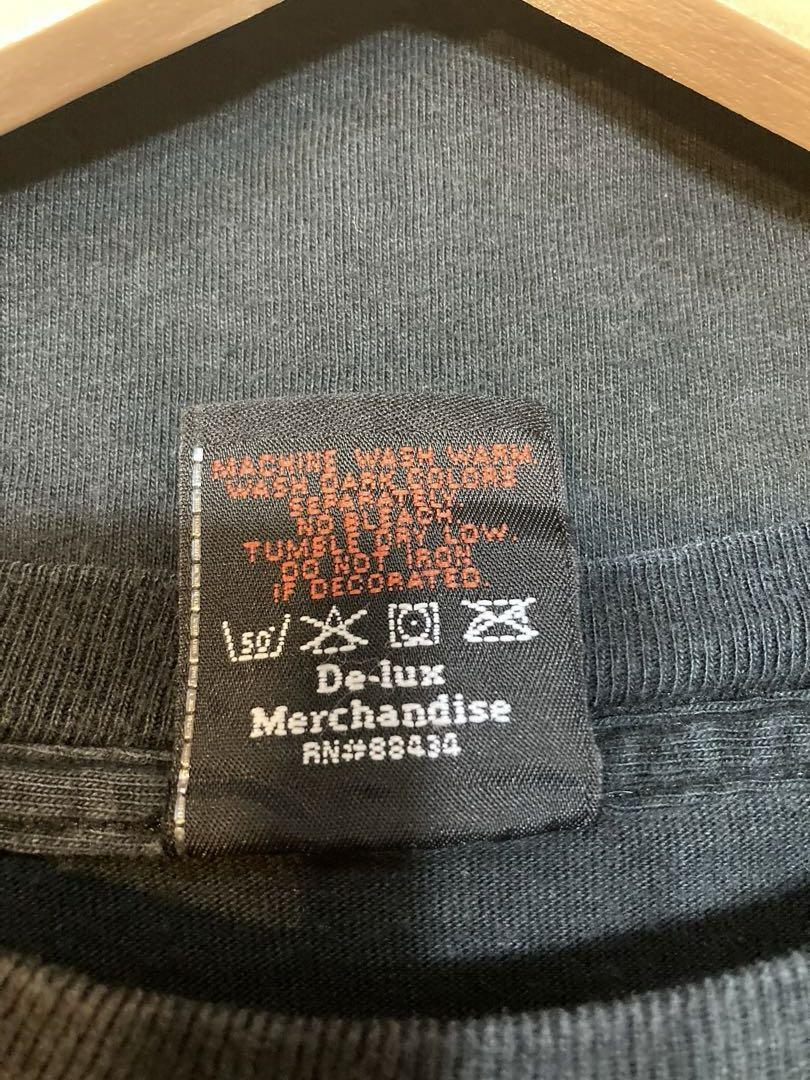 MACHINE WASH WARM.
WASH DARK COLORS
SEPARATELY.
NO BLEACH.
TUMBLE DRY LOW.
DO NOT IRON
IF DECORATED.
50°
De-lux
Merchandise
RN#88434